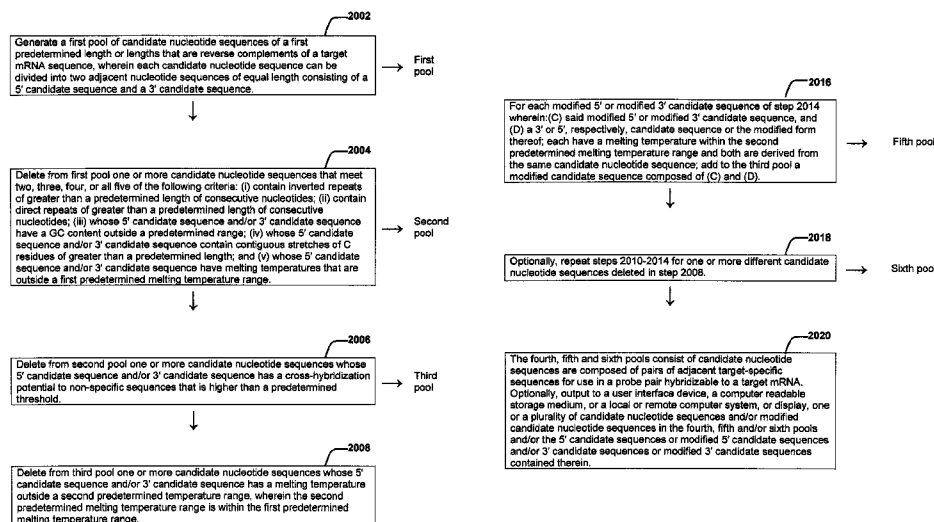 2002
Generate a first pool of candidate nucleotide sequences of a first
predetermined length or lengths that are reverse complements of a target
mRNA sequence, wherein each candidate nucleotide sequence can be
divided into two adjacent nucleotide sequences of equal length consisting of a
5' candidate sequence and a 3' candidate sequence.
First
pool
2004
Delete from first pool one or more candidate nucleotide sequences that meet
two, three, four, or all five of the following criteria: (i) contain inverted repeats
of greater than a predetermined length of consecutive nucleotides; (ii) contain
direct repeats of greater than a predetermined length of consecutive
nucleotides; (iii) whose 5' candidate sequence and/or 3' candidate sequence
have a GC content outside a predetermined range; (iv) whose 5' candidate
sequence and/or 3' candidate sequence contain contiguous stretches of C
residues of greater than a predetermined length; and (v) whose 5' candidate
sequence and/or 3' candidate sequence have melting temperatures that are
outside a first predetermined melting temperature range.
Second
pool
2006
Delete from second pool one or more candidate nucleotide sequences whose
5' candidate sequence and/or 3' candidate sequence has a cross-hybridization
potential to non-specific sequences that is higher than a predetermined
threshold.
Third
pool
2008
Delete from third pool one or more candidate nucleotide sequences whose 5'
candidate sequence and/or 3' candidate sequence has a melting temperature
outside a second predetermined temperature range, wherein the second
predetermined melting temperature range is within the first predetermined
melting temperature range.
2016
For each modified 5' or modified 3' candidate sequence of step 2014
wherein:(C) said modified 5' or modified 3' candidate sequence, and
(D) a 3' or 5', respectively, candidate sequence or the modified form
thereof; each have a melting temperature within the second
predetermined melting temperature range and both are derived from
the same candidate nucleotide sequence; add to the third pool a
modified candidate sequence composed of (C) and (D).
Fifth pool
2018
Optionally, repeat steps 2010-2014 for one or more different candidate
nucleotide sequences deleted in step 2008.
Sixth poo
2020
The fourth, fifth and sixth pools consist of candidate nucleotide
sequences are composed of pairs of adjacent target-specific
sequences for use in a probe pair hybridizable to a target mRNA.
Optionally, output to a user interface device, a computer readable
storage medium, or a local or remote computer system, or display, one
or a plurality of candidate nucleotide sequences and/or modified
candidate nucleotide sequences in the fourth, fifth and/or sixth pools
and/or the 5' candidate sequences or modified 5' candidate sequences
and/or 3' candidate sequences or modified 3' candidate sequences
contained therein.